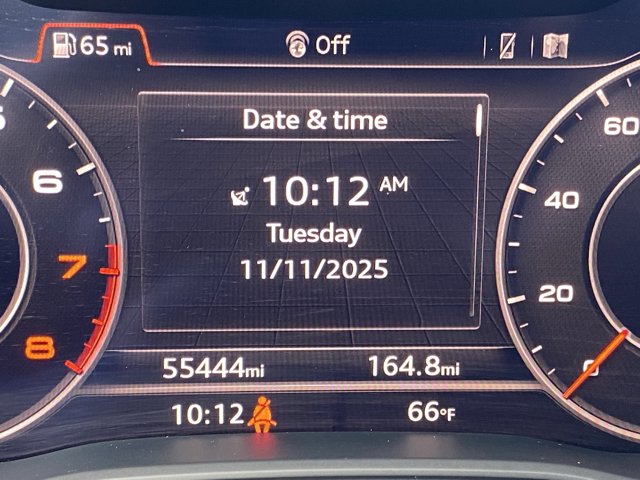 65 mi
Off
Date & time
10:12 AM
Tuesday
11/11/2025
55444mi
164.8mi
10:12
66°F
6
7
8
60
40
20
0